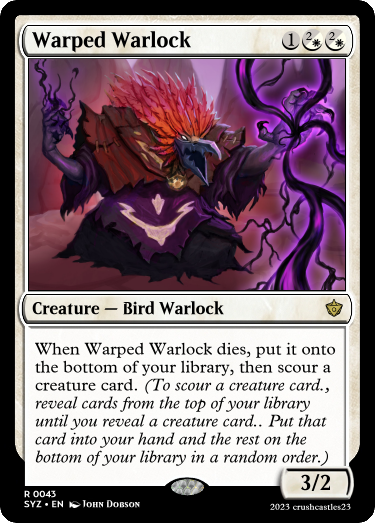 Warped Warlock 1 2 2
Creature — Bird Warlock
When Warped Warlock dies, put it onto
the bottom of your library, then scour a
creature card. (To scour a creature card.,
reveal cards from the top of your library
until you reveal a creature card.. Put that
card into your hand and the rest on the
bottom of your library in a random order.)
3/2
R 0043
SYZ • EN John Dobson
2023 crushcastles23